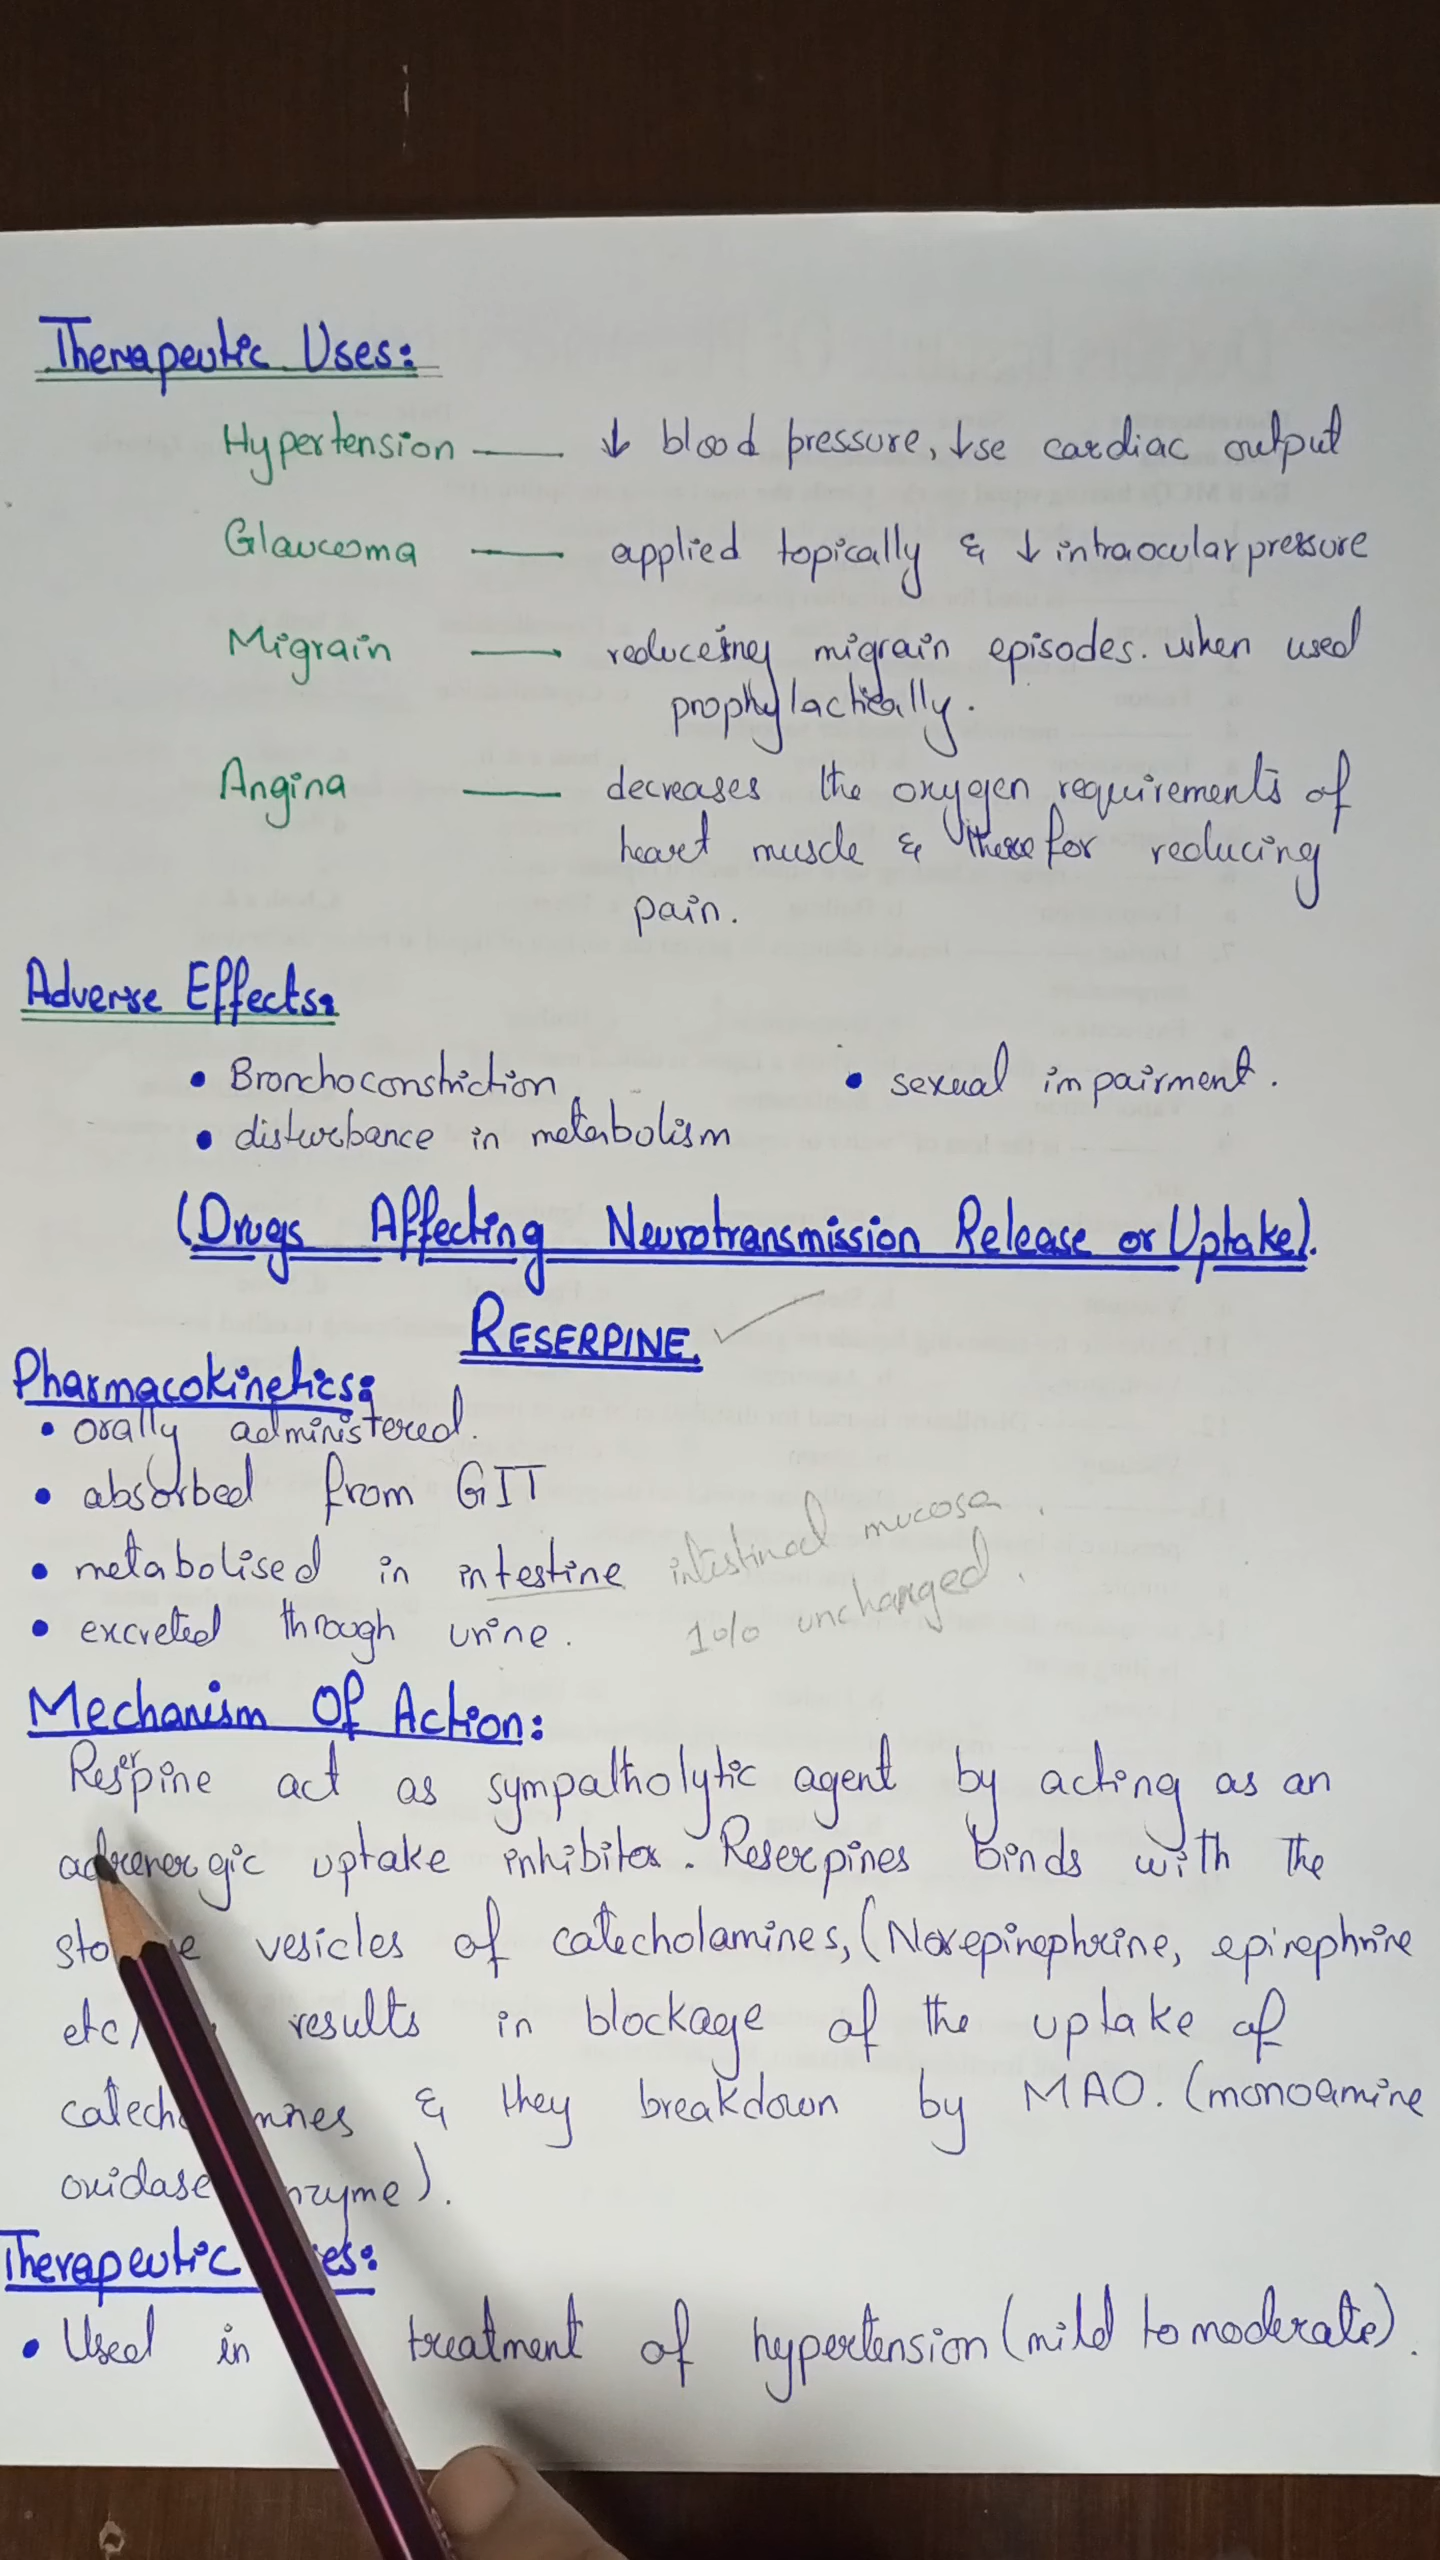 Therapeutic Uses:
Hypertension — ↓ blood pressure, ↓se cardiac output
Glaucoma — applied topically & ↓ intraocular pressure
Migrain — reduceing migrain episodes. when used
prophylactically.
Angina — decreases the oxygen requirements of
heart muscle & therefor reducing
pain.
Adverse Effects:
• Bronchoconstriction • sexual impairment.
• disturbance in metabolism
(Drugs Affecting Neurotransmission Release or Uptake).
RESERPINE.
Pharmacokinetics:
• orally administered.
• absorbed from GIT
• metabolised in intestine intestinal mucosa.
• excreted through urine. 10/0 unchanged.
Mechanism Of Action:
Reserpine act as sympatholytic agent by acting as an
adrenergic uptake inhibitor. Reserpines binds with the
vesicles of catecholamines, (Norepinephrine, epinephrine
etc) results in blockage of the uptake of
& they breakdown by MAO. (monoamine
oxidase
Therapeutic
• Used in treatment of hypertension (mild to moderate).